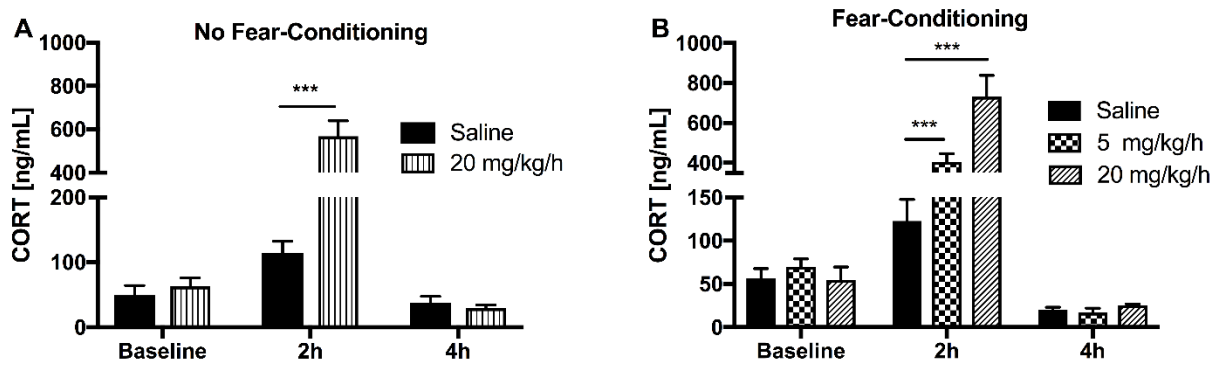 A
No Fear-Conditioning
CORT [ng/mL]
1000
800
600
400
200
100
0
***
Saline
20 mg/kg/h
Baseline
2h
4h
B
Fear-Conditioning
CORT [ng/mL]
1000
800
600
400
150
100
50
0
***
***
Saline
5 mg/kg/h
20 mg/kg/h
Baseline
2h
4h